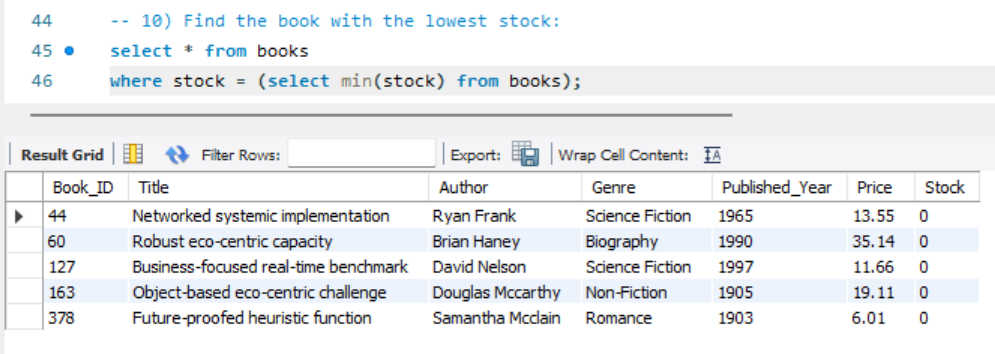 44 -- 10) Find the book with the lowest stock:
45 select * from books
46 where stock = (select min(stock) from books);
Result Grid Filter Rows: Export: Wrap Cell Content: IA
Book_ID Title Author Genre Published_Year Price Stock
44 Networked systemic implementation Ryan Frank Science Fiction 1965 13.55 0
60 Robust eco-centric capacity Brian Haney Biography 1990 35.14 0
127 Business-focused real-time benchmark David Nelson Science Fiction 1997 11.66 0
163 Object-based eco-centric challenge Douglas Mccarthy Non-Fiction 1905 19.11 0
378 Future-proofed heuristic function Samantha Mcclain Romance 1903 6.01 0